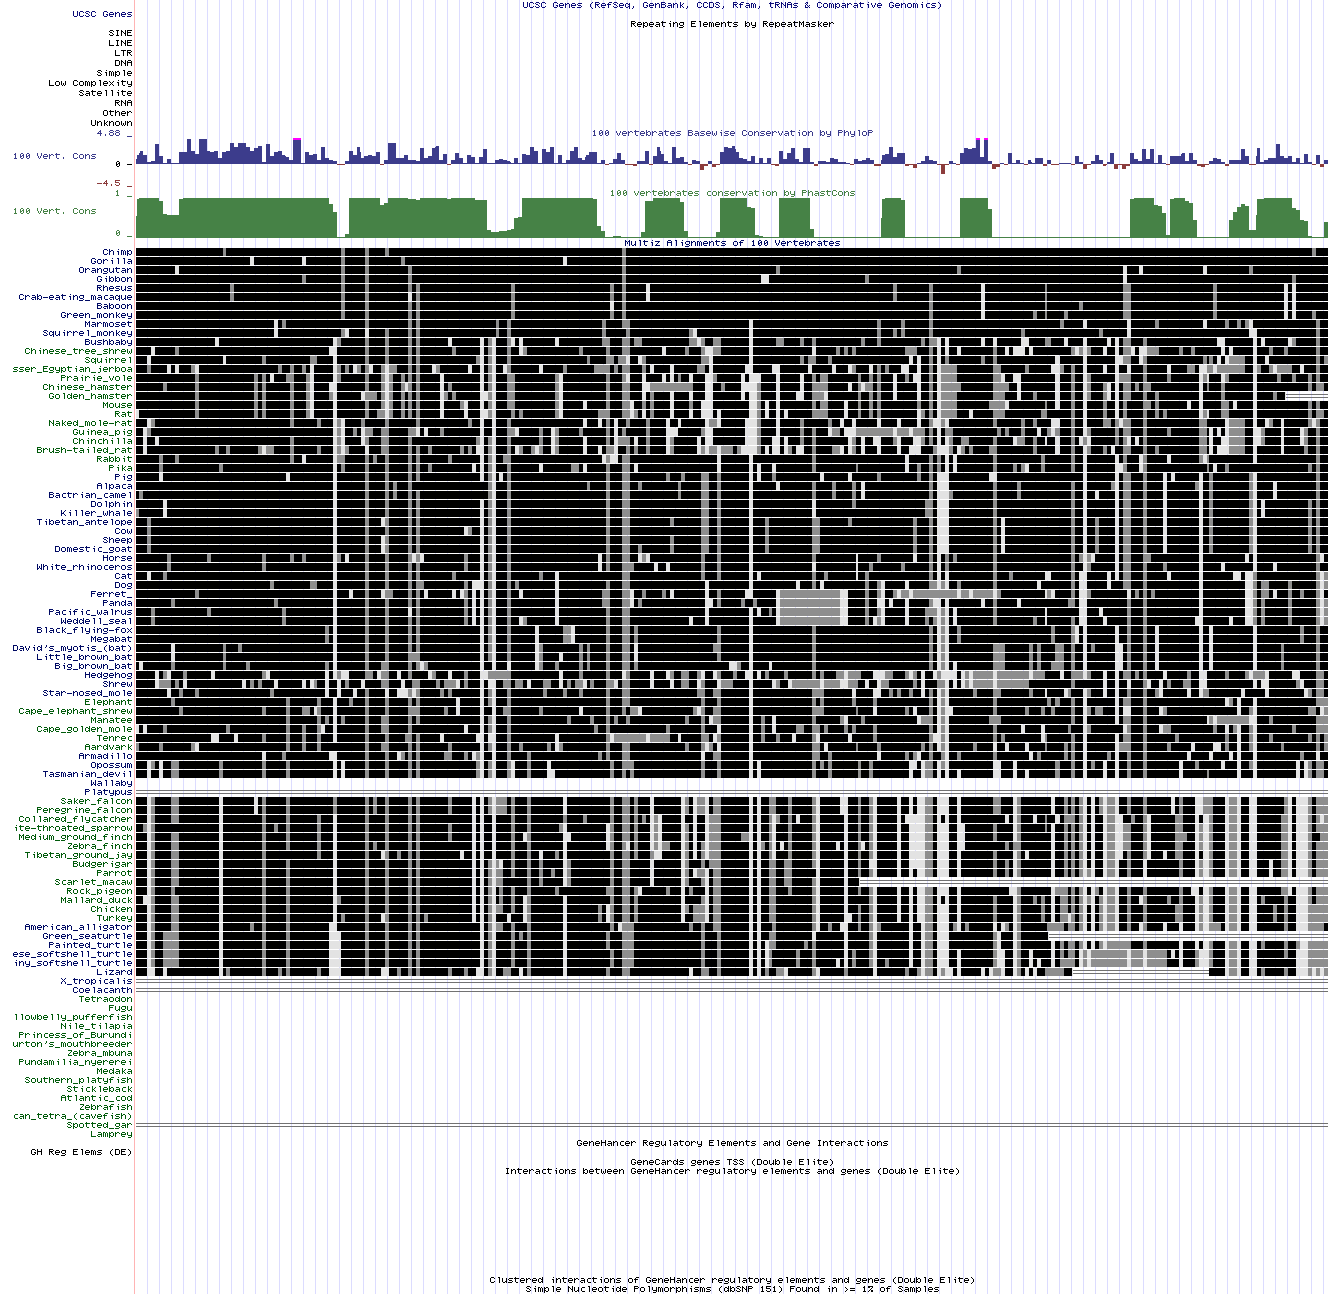 UCSC Genes (RefSeq, GenBank, CCDS, Rfam, tRNAs & Comparative Genomics)
UCSC Genes
Repeating Elements by RepeatMasker
SINE
LINE
LTR
DNA
Simple
Low Complexity
Satellite
RNA
Other
Unknown
4.88 _
100 vertebrates Basewise Conservation by PhyloP
100 Vert. Cons
0 _
-4.5 _
100 vertebrates conservation by PhastCons
1 _
100 Vert. Cons
0 _
Multiz Alignments of 100 Vertebrates
Chimp
Gorilla
Orangutan
Gibbon
Rhesus
Crab-eating_macaque
Baboon
Green_monkey
Marmoset
Squirrel_monkey
Bushbaby
Chinese_tree_shrew
Squirrel
sser_Egyptian_jerboa
Prairie_vole
Chinese_hamster
Golden_hamster
Mouse
Rat
Naked_mole-rat
Guinea_pig
Chinchilla
Brush-tailed_rat
Rabbit
Pika
Pig
Alpaca
Bactrian_camel
Dolphin
Killer_whale
Tibetan_antelope
Cow
Sheep
Domestic_goat
Horse
White_rhinoceros
Cat
Dog
Ferret_
Panda
Pacific_walrus
Weddell_seal
Black_flying-fox
Megabat
David's_myotis_(bat)
Little_brown_bat
Big_brown_bat
Hedgehog
Shrew
Star-nosed_mole
Elephant
Cape_elephant_shrew
Manatee
Cape_golden_mole
Tenrec
Aardvark
Armadillo
Opossum
Tasmanian_devil
Wallaby
Platypus
Saker_falcon
Peregrine_falcon
Collared_flycatcher
ite-throated_sparrow
Medium_ground_finch
Zebra_finch
Tibetan_ground_jay
Budgerigar
Parrot
Scarlet_macaw
Rock_pigeon
Mallard_duck
Chicken
Turkey
American_alligator
Green_seaturtle
Painted_turtle
ese_softshell_turtle
iny_softshell_turtle
Lizard
X_tropicalis
Coelacanth
Tetraodon
Fugu
llowbelly_pufferfish
Nile_tilapia
Princess_of_Burundi
urton's_mouthbreeder
Zebra_mbuna
Pundamilia_nyererei
Medaka
Southern_platyfish
Stickleback
Atlantic_cod
Zebrafish
can_tetra_(cavefish)
Spotted_gar
Lamprey
GeneHancer Regulatory Elements and Gene Interactions
GH Reg Elems (DE)
GeneCards genes TSS (Double Elite)
Interactions between GeneHancer regulatory elements and genes (Double Elite)
Clustered interactions of GeneHancer regulatory elements and genes (Double Elite)
Simple Nucleotide Polymorphisms (dbSNP 151) Found in >= 1% of Samples